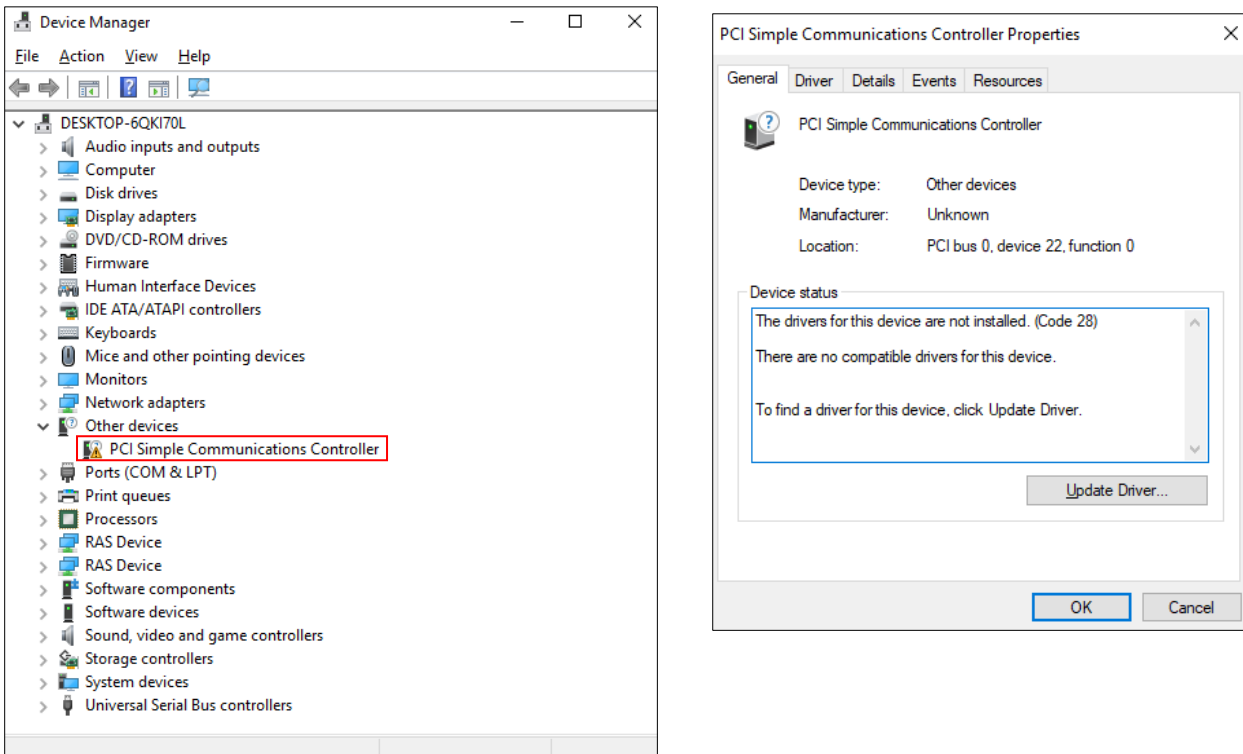 Device Manager
File Action View Help
DESKTOP-6QKI70L
Audio inputs and outputs
Computer
Disk drives
Display adapters
DVD/CD-ROM drives
Firmware
Human Interface Devices
IDE ATA/ATAPI controllers
Keyboards
Mice and other pointing devices
Monitors
Network adapters
Other devices
PCI Simple Communications Controller
Ports (COM & LPT)
Print queues
Processors
RAS Device
RAS Device
Software components
Software devices
Sound, video and game controllers
Storage controllers
System devices
Universal Serial Bus controllers
PCI Simple Communications Controller Properties
General Driver Details Events Resources
PCI Simple Communications Controller
Device type: Other devices
Manufacturer: Unknown
Location: PCI bus 0, device 22, function 0
Device status
The drivers for this device are not installed. (Code 28)
There are no compatible drivers for this device.
To find a driver for this device, click Update Driver.
Update Driver...
OK Cancel